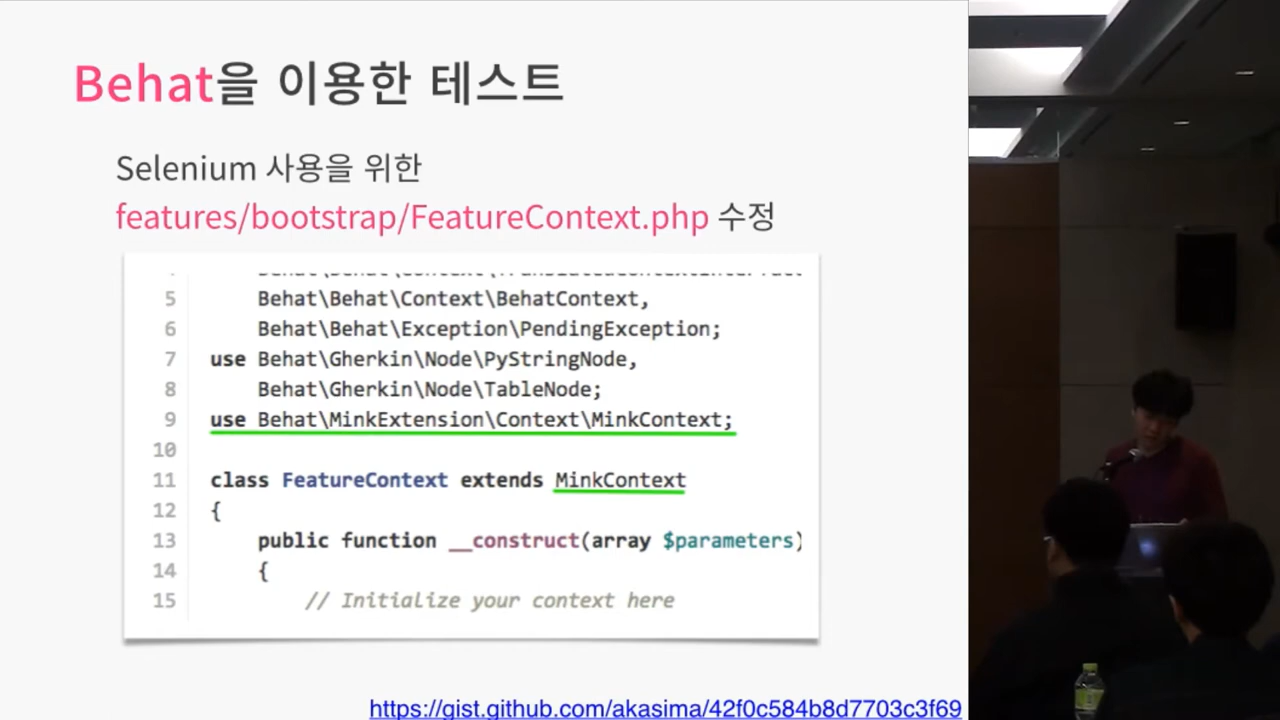 Behat을 이용한 테스트
Selenium 사용을 위한
features/bootstrap/FeatureContext.php 수정
5 Behat\Behat\Context\BehatContext,
6 Behat\Behat\Exception\PendingException;
7 use Behat\Gherkin\Node\PyStringNode,
8 Behat\Gherkin\Node\TableNode;
9 use Behat\MinkExtension\Context\MinkContext;
10
11 class FeatureContext extends MinkContext
12 {
13 public function __construct(array $parameters)
14 {
15 // Initialize your context here
https://gist.github.com/akasima/42f0c584b8d7703c3f69